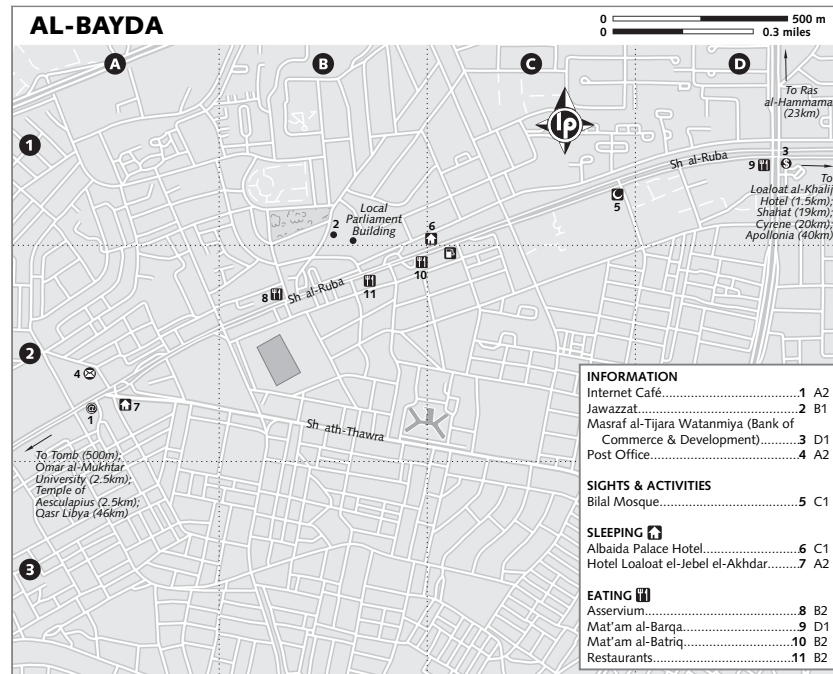 AL-BAYDA
0 500 m
0 0.3 miles
A
B
C
D
1
2
3
lp
To Ras
al-Hammama
(23km)
Sh al-Ruba
9
3
To
Loaloat al-Khalij
Hotel (1.5km);
Shahat (19km);
Cyrene (20km);
Apollonia (40km)
5
2
Local
Parliament
Building
6
10
11
8
Sh al-Ruba
4
@
1
7
Sh ath-Thawra
To Tomb (500m);
Omar al-Mukhtar
University (2.5km);
Temple of
Aesculapius (2.5km);
Qasr Libya (46km)
INFORMATION
Internet Café 1 A2
Jawazzat 2 B1
Masraf al-Tijara Watanmiya (Bank of
Commerce & Development) 3 D1
Post Office 4 A2
SIGHTS & ACTIVITIES
Bilal Mosque 5 C1
SLEEPING
Albaida Palace Hotel 6 C1
Hotel Loaloat el-Jebel el-Akhdar 7 A2
EATING
Asservium 8 B2
Mat'am al-Barqa 9 D1
Mat'am al-Batriq 10 B2
Restaurants 11 B2